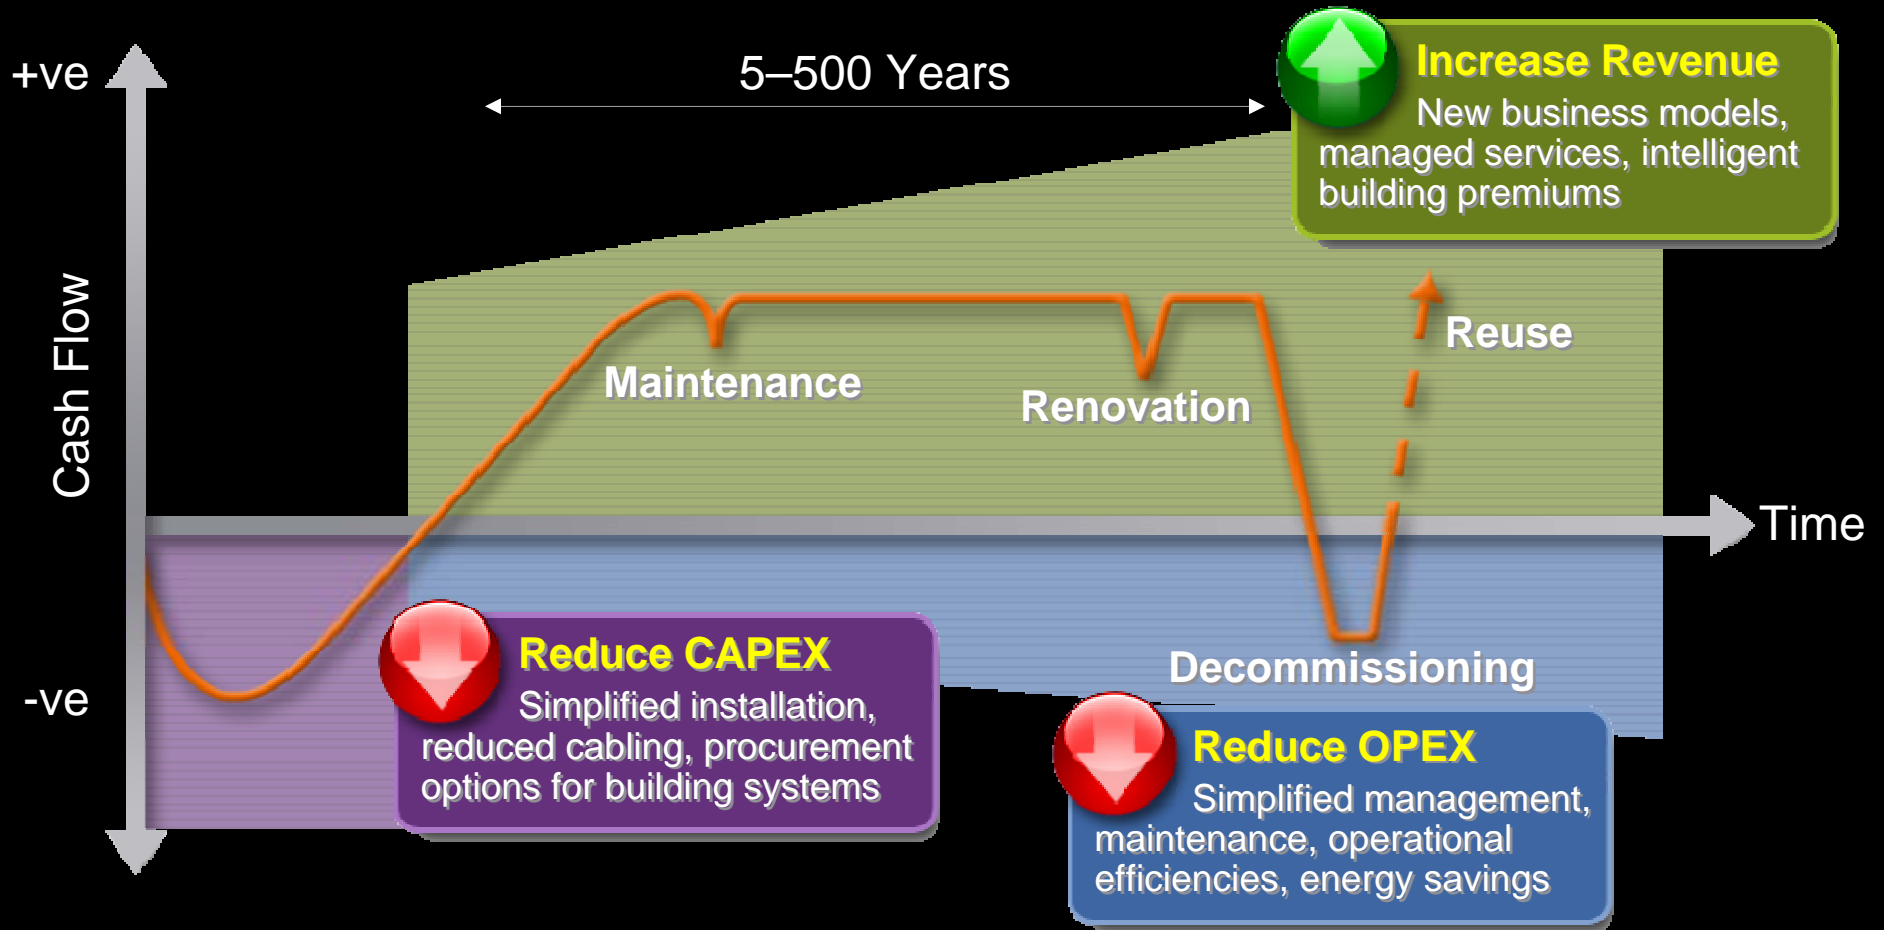 +ve
5–500 Years
Increase Revenue
New business models,
managed services, intelligent
building premiums
Cash Flow
Reuse
Maintenance
Renovation
Time
-ve
Reduce CAPEX
Simplified installation,
reduced cabling, procurement
options for building systems
Decommissioning
Reduce OPEX
Simplified management,
maintenance, operational
efficiencies, energy savings